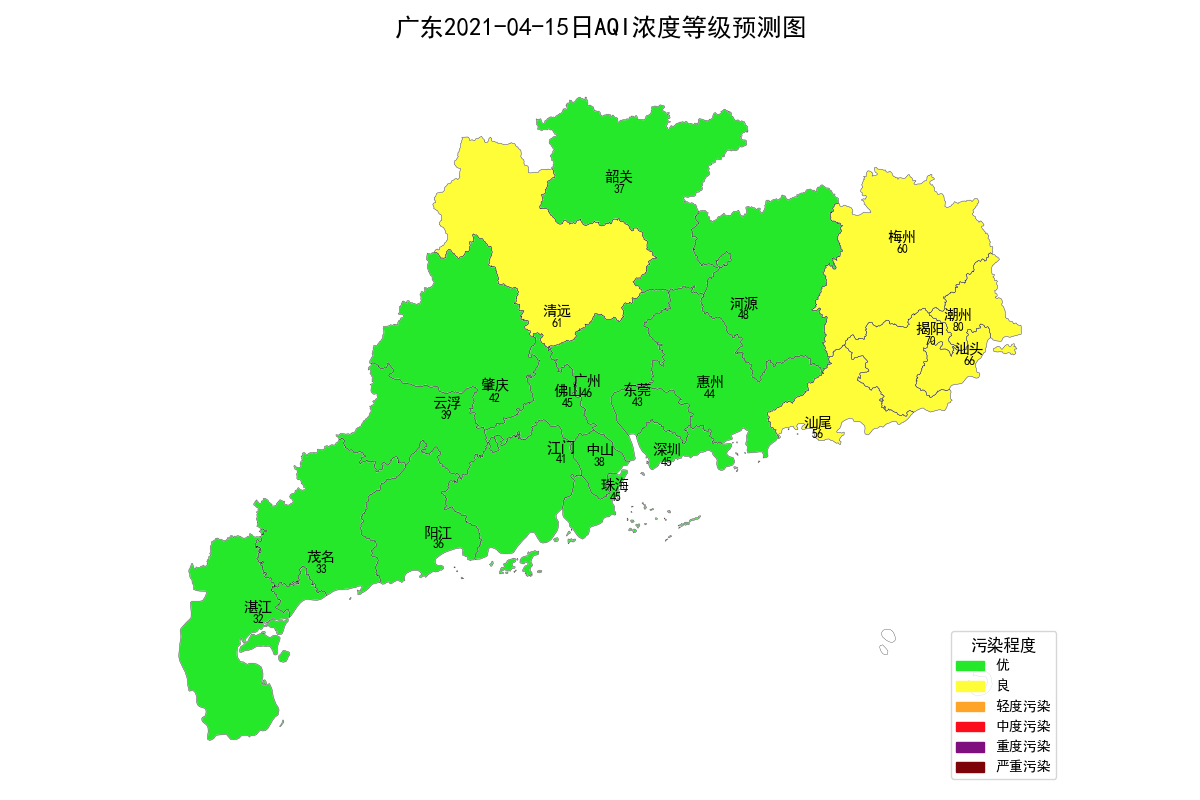 广东2021-04-15日AQI浓度等级预测图
韶关
37
梅州
60
河源
48
清远
61
潮州
80
揭阳
70
汕头
66
肇庆
42
佛山
45
广州
46
东莞
43
惠州
44
云浮
39
汕尾
56
江门
41
中山
38
深圳
45
珠海
45
阳江
36
茂名
33
湛江
32
污染程度
优
良
轻度污染
中度污染
重度污染
严重污染